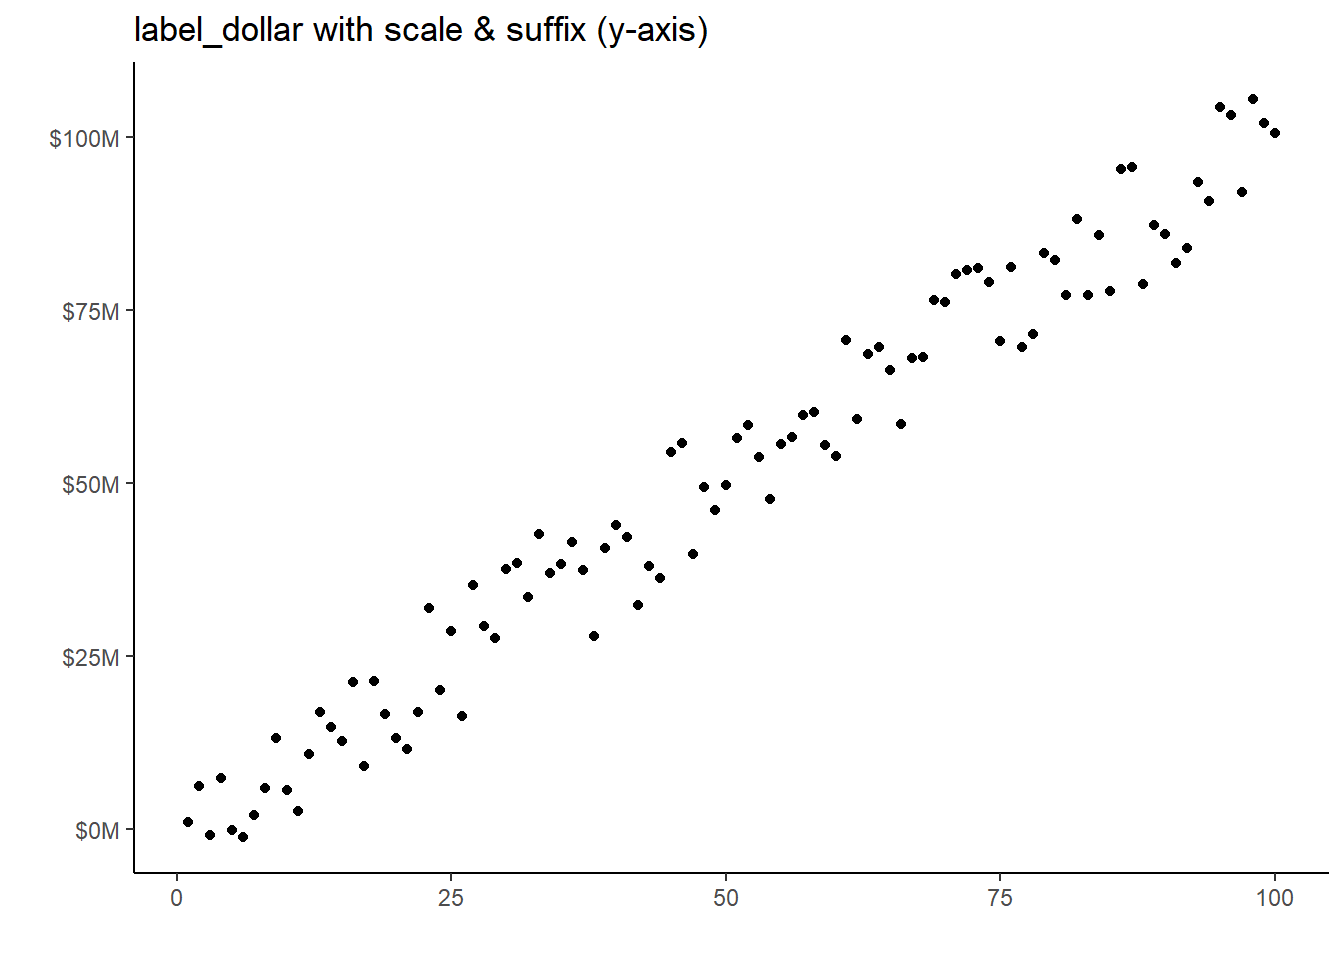 label_dollar with scale & suffix (y-axis)
$100M
$75M
$50M
$25M
$0M
0 25 50 75 100